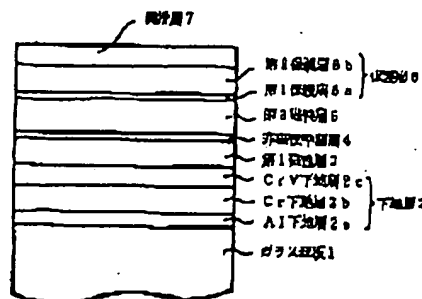 潤滑層7
第2保護層6b
第1保護層6a
保護層6
第2磁性層5
非磁性中間層4
第1磁性層3
CrV下地層2c
Cr下地層2b
下地層2
Al下地層2a
ガラス基板1